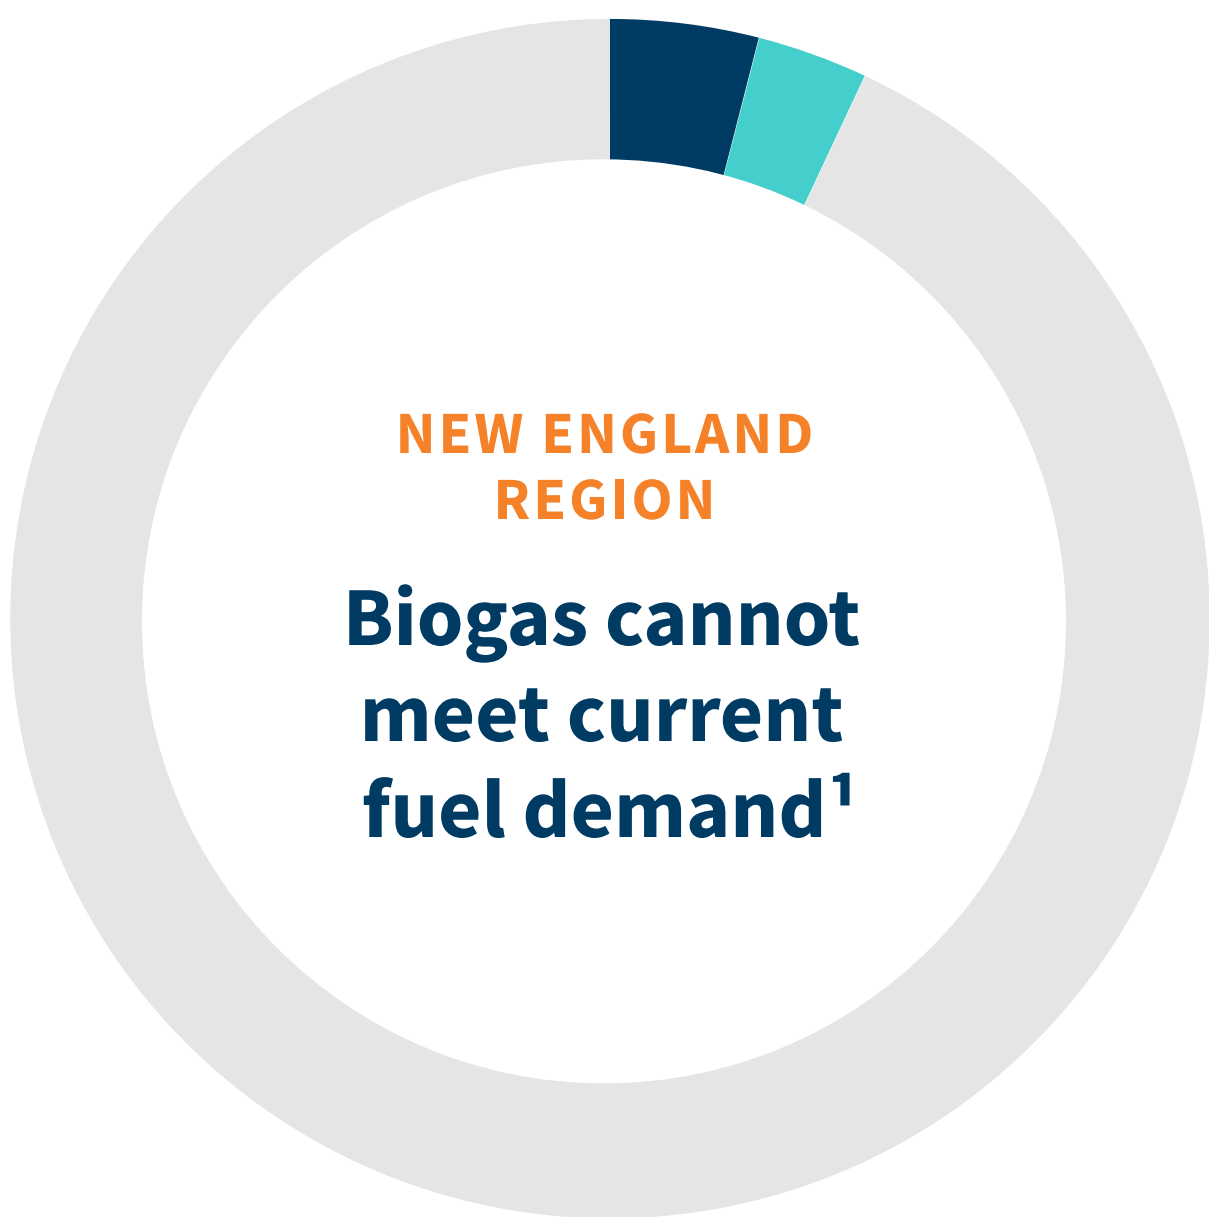 NEW ENGLAND
REGION
Biogas cannot
meet current
fuel demand¹